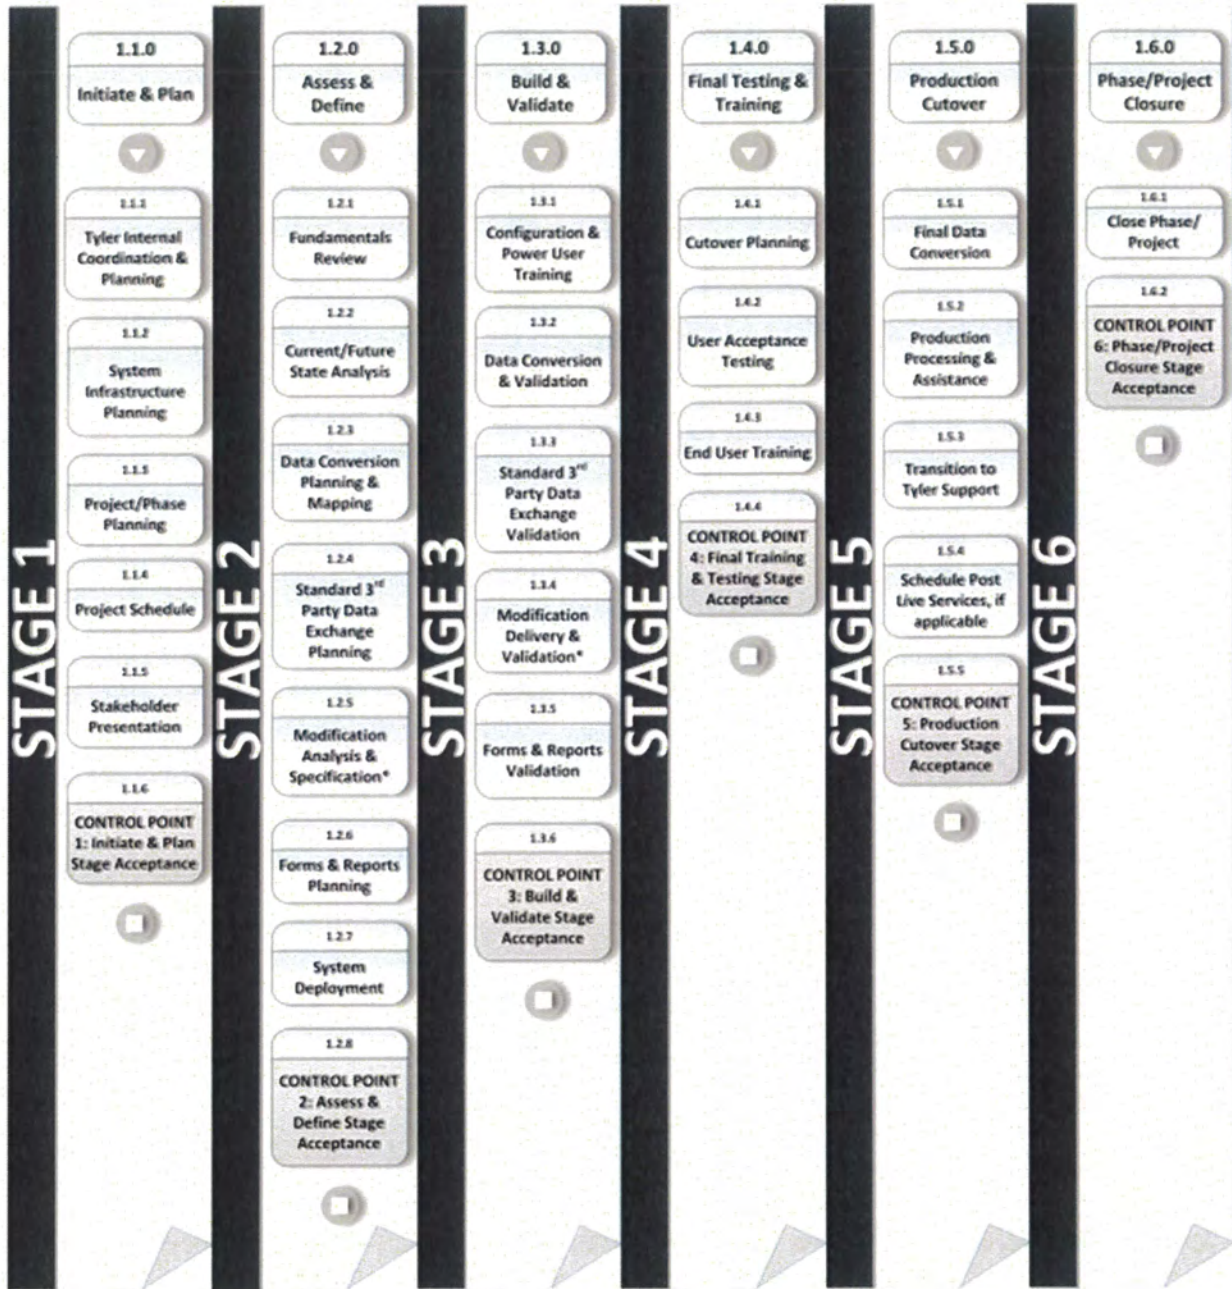 STAGE 1
1.1.0
Initiate & Plan
1.1.1
Tyler Internal
Coordination &
Planning
1.1.2
System
Infrastructure
Planning
1.1.3
Project/Phase
Planning
1.1.4
Project Schedule
1.1.5
Stakeholder
Presentation
1.1.6
CONTROL POINT
1: Initiate & Plan
Stage Acceptance
STAGE 2
1.2.0
Assess &
Define
1.2.1
Fundamentals
Review
1.2.2
Current/Future
State Analysis
1.2.3
Data Conversion
Planning &
Mapping
1.2.4
Standard 3rd
Party Data
Exchange
Planning
1.2.5
Modification
Analysis &
Specification*
1.2.6
Forms & Reports
Planning
1.2.7
System
Deployment
1.2.8
CONTROL POINT
2: Assess &
Define Stage
Acceptance
STAGE 3
1.3.0
Build &
Validate
1.3.1
Configuration &
Power User
Training
1.3.2
Data Conversion
& Validation
1.3.3
Standard 3rd
Party Data
Exchange
Validation
1.3.4
Modification
Delivery &
Validation*
1.3.5
Forms & Reports
Validation
1.3.6
CONTROL POINT
3: Build &
Validate Stage
Acceptance
STAGE 4
1.4.0
Final Testing &
Training
1.4.1
Cutover Planning
1.4.2
User Acceptance
Testing
1.4.3
End User Training
1.4.4
CONTROL POINT
4: Final Training
& Testing Stage
Acceptance
STAGE 5
1.5.0
Production
Cutover
1.5.1
Final Data
Conversion
1.5.2
Production
Processing &
Assistance
1.5.3
Transition to
Tyler Support
1.5.4
Schedule Post
Live Services, if
applicable
1.5.5
CONTROL POINT
5: Production
Cutover Stage
Acceptance
STAGE 6
1.6.0
Phase/Project
Closure
1.6.1
Close Phase/
Project
1.6.2
CONTROL POINT
6: Phase/Project
Closure Stage
Acceptance